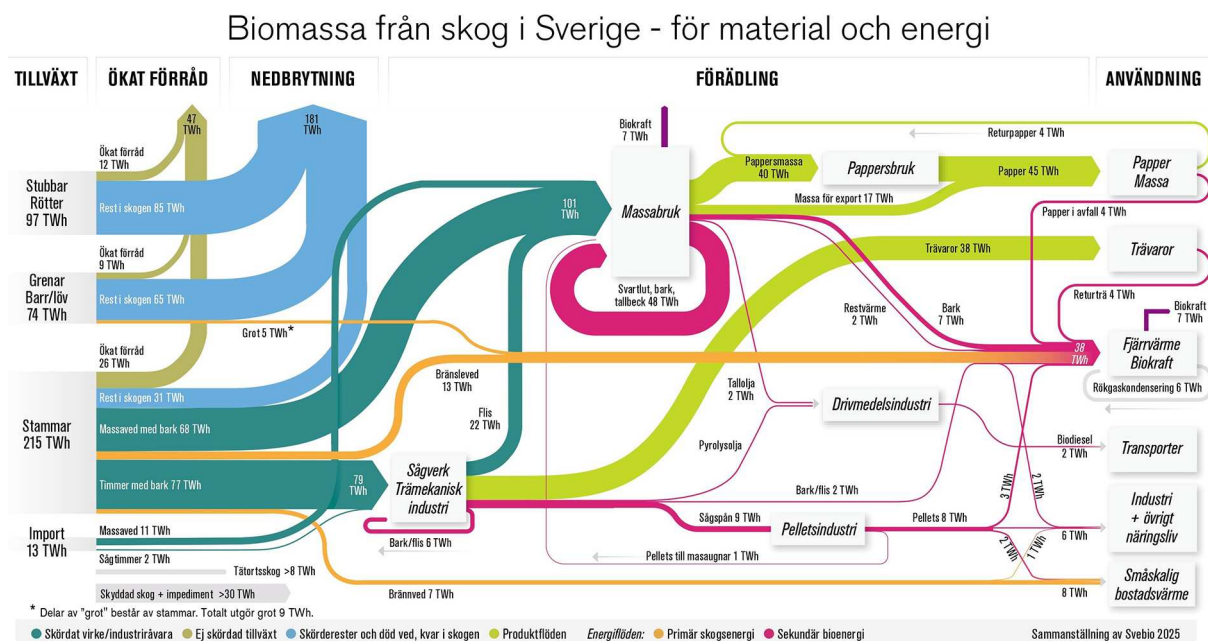 Biomassa från skog i Sverige - för material och energi
TILLVÄXT
ÖKAT FÖRRÅD
NEDBRYTNING
FÖRÄDLING
ANVÄNDNING
47
TWh
181
TWh
Ökat förråd
12 TWh
Stubbar
Rötter
97 TWh
Rest i skogen 85 TWh
Ökat förråd
9 TWh
Grenar
Barr/löv
74 TWh
Rest i skogen 65 TWh
Grot 5 TWh*
Ökat förråd
26 TWh
Rest i skogen 31 TWh
Stammar
215 TWh
Massaved med bark 68 TWh
Timmer med bark 77 TWh
79
TWh
Import
13 TWh
Massaved 11 TWh
Sågtimmer 2 TWh
Tätortsskog >8 TWh
Skyddad skog + impediment >30 TWh
Bränsleved
13 TWh
Sågverk
Trämekanisk
industri
Bark/flis 6 TWh
Brännved 7 TWh
Flis
22 TWh
101
TWh
Biokraft
7 TWh
Massabruk
Svartlut, bark,
tallbeck 48 TWh
Pappersmassa
40 TWh
Pappersbruk
Massa för export 17 TWh
Returpapper 4 TWh
Papper 45 TWh
Papper
Massa
Papper i avfall 4 TWh
Trävaror 38 TWh
Trävaror
Returträ 4 TWh
Restvärme
2 TWh
Bark
7 TWh
Biokraft
7 TWh
38
TWh
Fjärrvärme
Biokraft
Rökgaskondensering 6 TWh
Tallolja
2 TWh
Drivmedelsindustri
Pyrolysolja
Biodiesel
2 TWh
Transporter
Bark/flis 2 TWh
Sågspån 9 TWh
Pelletsindustri
Pellets 8 TWh
Pellets till masaugnar 1 TWh
3 TWh
2 TWh
2 TWh
1 TWh
6 TWh
Industri
+ övrigt
näringsliv
8 TWh
Småskalig
bostadsvärme
* Delar av "grot" består av stammar. Totalt utgör grot 9 TWh.
Skördat virke/industriråvara
Ej skördad tillväxt
Skörderester och död ved, kvar i skogen
Produktflöden
Energiflöden:
Primär skogsenergi
Sekundär bioenergi
Sammanställning av Svebio 2025